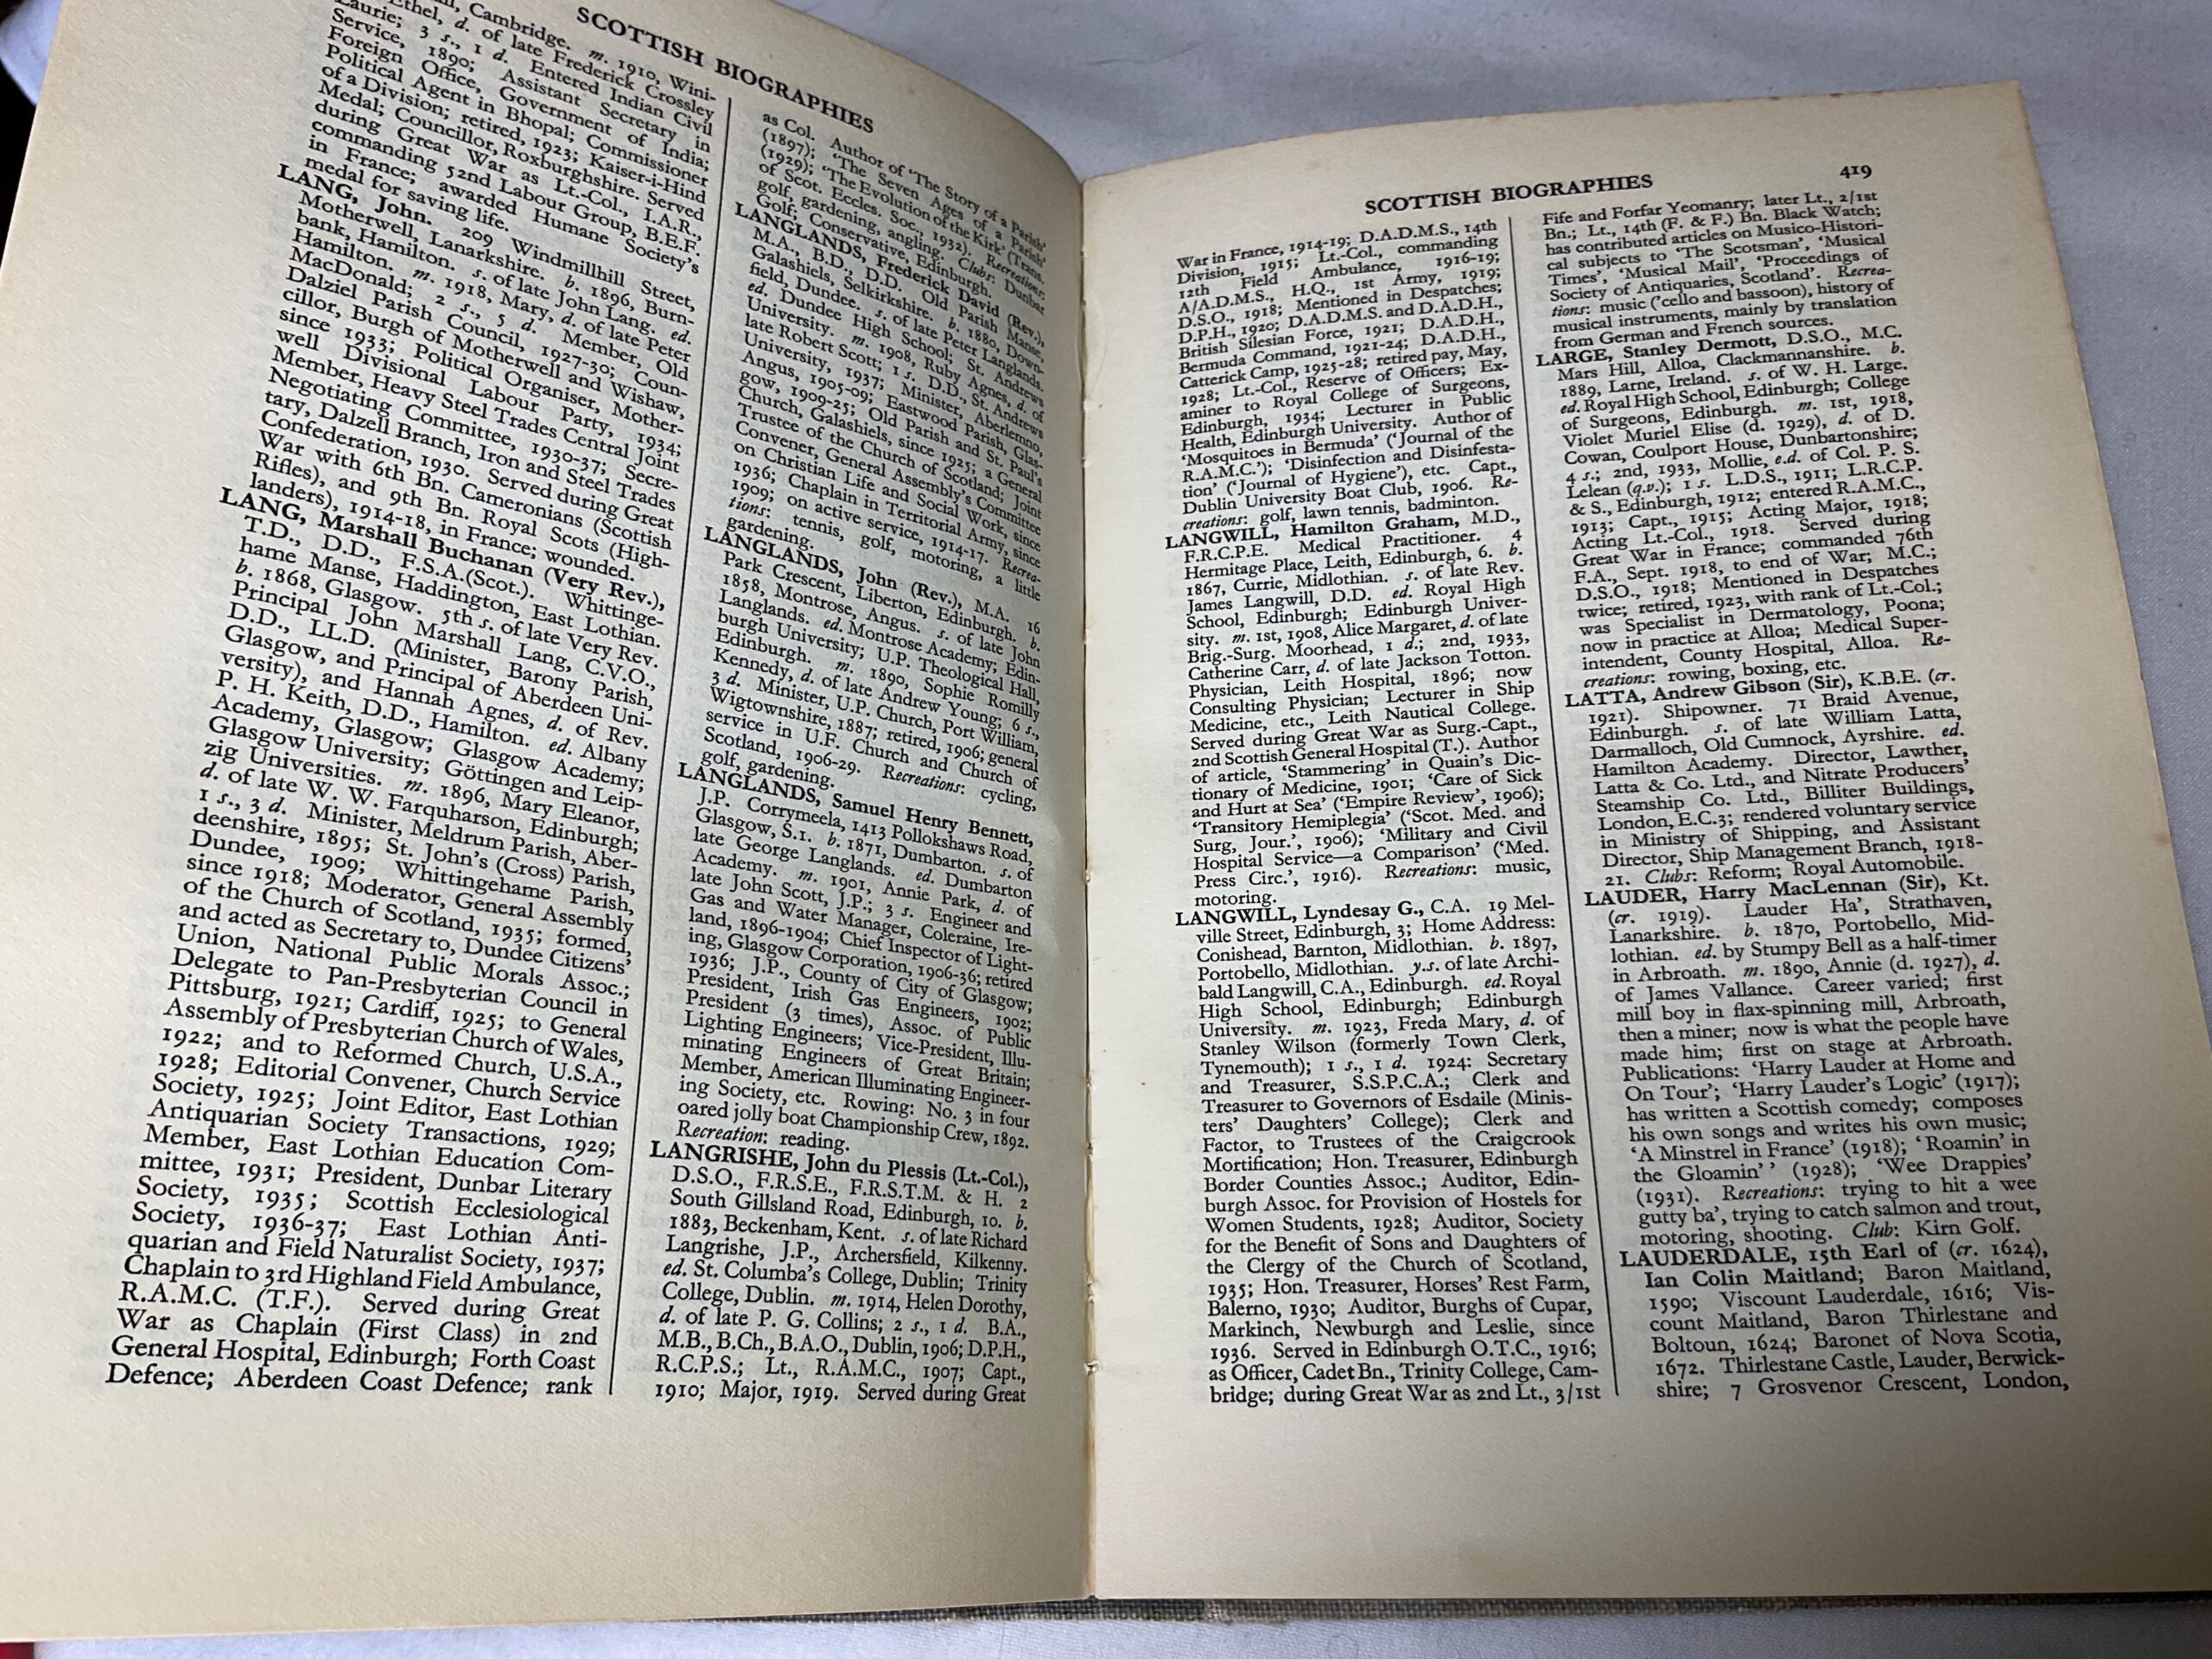 SCOTTISH BIOGRAPHIES
Cambridge. m. 1910, Wini-
Ethel, d. of late Frederick Crossley
Laurie; 3 s., 1 d. Entered Indian Civil
Service, 1890; Assistant Secretary in
Foreign Office, Government of India;
Political Agent in Bhopal; Commissioner
of a Division; retired, 1923; Kaiser-i-Hind
Medal; Councillor, Roxburghshire. Served
during Great War as Lt.-Col., I.A.R.,
commanding 52nd Labour Group, B.E.F.
in France; awarded Humane Society's
medal for saving life.
LANG, John. 209 Windmillhill Street,
Motherwell, Lanarkshire. b. 1896, Burn-
bank, Hamilton. s. of late John Lang. ed.
Hamilton. m. 1918, Mary, d. of late Peter
MacDonald; 2 s., 5 d. Member, Old
Dalziel Parish Council, 1927-30; Coun-
cillor, Burgh of Motherwell and Wishaw,
since 1933; Political Organiser, Mother-
well Divisional Labour Party, 1934;
Member, Heavy Steel Trades Central Joint
Negotiating Committee, 1930-37; Secre-
tary, Dalzell Branch, Iron and Steel Trades
Confederation, 1930. Served during Great
War with 6th Bn. Cameronians (Scottish
Rifles), and 9th Bn. Royal Scots (High-
landers), 1914-18, in France; wounded.
LANG, Marshall Buchanan (Very Rev.),
T.D., D.D., F.S.A.(Scot.). Whittinge-
hame Manse, Haddington, East Lothian.
b. 1868, Glasgow. 5th s. of late Very Rev.
Principal John Marshall Lang, C.V.O.,
D.D., LL.D. (Minister, Barony Parish,
Glasgow, and Principal of Aberdeen Uni-
versity), and Hannah Agnes, d. of Rev.
P. H. Keith, D.D., Hamilton. ed. Albany
Academy, Glasgow; Glasgow Academy;
Glasgow University; Göttingen and Leip-
zig Universities. m. 1896, Mary Eleanor,
d. of late W. W. Farquharson, Edinburgh;
1 s., 3 d. Minister, Meldrum Parish, Aber-
deenshire, 1895; St. John's (Cross) Parish,
Dundee, 1909; Whittingehame Parish,
since 1918; Moderator, General Assembly
of the Church of Scotland, 1935; formed,
and acted as Secretary to, Dundee Citizens'
Union, National Public Morals Assoc.;
Delegate to Pan-Presbyterian Council in
Pittsburg, 1921; Cardiff, 1925; to General
Assembly of Presbyterian Church of Wales,
1922; and to Reformed Church, U.S.A.,
1928; Editorial Convener, Church Service
Society, 1925; Joint Editor, East Lothian
Antiquarian Society Transactions, 1929;
Member, East Lothian Education Com-
mittee, 1931; President, Dunbar Literary
Society, 1935; Scottish Ecclesiological
Society, 1936-37; East Lothian Anti-
quarian and Field Naturalist Society, 1937;
Chaplain to 3rd Highland Field Ambulance,
R.A.M.C. (T.F.). Served during Great
War as Chaplain (First Class) in 2nd
General Hospital, Edinburgh; Forth Coast
Defence; Aberdeen Coast Defence; rank
as Col. Author of 'The Story of a Parish'
(1897); 'The Seven Ages of a Parish'
(1929); 'The Evolution of the Kirk' (Trans.
of Scot. Eccles. Soc., 1932). Recreations:
golf, gardening, angling. Clubs: Dunbar
Golf; Conservative, Edinburgh.
LANGLANDS, Frederick David (Rev.),
M.A., B.D., D.D. Old Parish Manse,
Galashiels, Selkirkshire. b. 1880, Down-
field, Dundee. s. of late Peter Langlands.
ed. Dundee High School; St. Andrews
University. m. 1908, Ruby Agnes, d. of
late Robert Scott; 1 s. D.D., St. Andrews
University, 1937; Minister, Aberlemno,
Angus, 1905-09; Eastwood Parish, Glas-
gow, 1909-25; Old Parish and St. Paul's
Church, Galashiels, since 1925; a General
Trustee of the Church of Scotland; Joint
Convener, General Assembly's Committee
on Christian Life and Social Work, since
1936; Chaplain in Territorial Army, since
1909; on active service, 1914-17. Recrea-
tions: tennis, golf, motoring, a little
gardening.
LANGLANDS, John (Rev.), M.A. 16
Park Crescent, Liberton, Edinburgh. b.
1858, Montrose, Angus. s. of late John
Langlands. ed. Montrose Academy; Edin-
burgh University; U.P. Theological Hall,
Edinburgh. m. 1890, Sophie Romilly
Kennedy, d. of late Andrew Young; 6 s.,
3 d. Minister, U.P. Church, Port William,
Wigtownshire, 1887; retired, 1906; general
service in U.F. Church and Church of
Scotland, 1906-29. Recreations: cycling,
golf, gardening.
LANGLANDS, Samuel Henry Bennett,
J.P. Corrymeela, 1413 Pollokshaws Road,
Glasgow, S.1. b. 1871, Dumbarton. s. of
late George Langlands. ed. Dumbarton
Academy. m. 1901, Annie Park, d. of
late John Scott, J.P.; 3 s. Engineer and
Gas and Water Manager, Coleraine, Ire-
land, 1896-1904; Chief Inspector of Light-
ing, Glasgow Corporation, 1906-36; retired
1936; J.P., County of City of Glasgow;
President, Irish Gas Engineers, 1902;
President (3 times), Assoc. of Public
Lighting Engineers; Vice-President, Illu-
minating Engineers of Great Britain;
Member, American Illuminating Engineer-
ing Society, etc. Rowing: No. 3 in four
oared jolly boat Championship Crew, 1892.
Recreation: reading.
LANGRISHE, John du Plessis (Lt.-Col.),
D.S.O., F.R.S.E., F.R.S.T.M. & H. 2
South Gillsland Road, Edinburgh, 10. b.
1883, Beckenham, Kent. s. of late Richard
Langrishe, J.P., Archersfield, Kilkenny.
ed. St. Columba's College, Dublin; Trinity
College, Dublin. m. 1914, Helen Dorothy,
d. of late P. G. Collins; 2 s., 1 d. B.A.,
M.B., B.Ch., B.A.O., Dublin, 1906; D.P.H.,
R.C.P.S.; Lt., R.A.M.C., 1907; Capt.,
1910; Major, 1919. Served during Great
SCOTTISH BIOGRAPHIES 419
War in France, 1914-19; D.A.D.M.S., 14th
Division, 1915; Lt.-Col., commanding
12th Field Ambulance, 1916-19;
A/A.D.M.S., H.Q., 1st Army, 1919;
D.S.O., 1918; Mentioned in Despatches;
D.P.H., 1920; D.A.D.M.S. and D.A.D.H.,
British Silesian Force, 1921; D.A.D.H.,
Bermuda Command, 1921-24; D.A.D.H.,
Catterick Camp, 1925-28; retired pay, May,
1928; Lt.-Col., Reserve of Officers; Ex-
aminer to Royal College of Surgeons,
Edinburgh, 1934; Lecturer in Public
Health, Edinburgh University. Author of
'Mosquitoes in Bermuda' ('Journal of the
R.A.M.C.'); 'Disinfection and Disinfesta-
tion' ('Journal of Hygiene'), etc. Capt.,
Dublin University Boat Club, 1906. Re-
creations: golf, lawn tennis, badminton.
LANGWILL, Hamilton Graham, M.D.,
F.R.C.P.E. Medical Practitioner. 4
Hermitage Place, Leith, Edinburgh, 6. b.
1867, Currie, Midlothian. s. of late Rev.
James Langwill, D.D. ed. Royal High
School, Edinburgh; Edinburgh Univer-
sity. m. 1st, 1908, Alice Margaret, d. of late
Brig.-Surg. Moorhead, 1 d.; 2nd, 1933,
Catherine Carr, d. of late Jackson Totton.
Physician, Leith Hospital, 1896; now
Consulting Physician; Lecturer in Ship
Medicine, etc., Leith Nautical College.
Served during Great War as Surg.-Capt.,
2nd Scottish General Hospital (T.). Author
of article, 'Stammering' in Quain's Dic-
tionary of Medicine, 1901; 'Care of Sick
and Hurt at Sea' ('Empire Review', 1906);
'Transitory Hemiplegia' ('Scot. Med. and
Surg, Jour.', 1906); 'Military and Civil
Hospital Service—a Comparison' ('Med.
Press Circ.', 1916). Recreations: music,
motoring.
LANGWILL, Lyndesay G., C.A. 19 Mel-
ville Street, Edinburgh, 3; Home Address:
Conishead, Barnton, Midlothian. b. 1897,
Portobello, Midlothian. y.s. of late Archi-
bald Langwill, C.A., Edinburgh. ed. Royal
High School, Edinburgh; Edinburgh
University. m. 1923, Freda Mary, d. of
Stanley Wilson (formerly Town Clerk,
Tynemouth); 1 s., 1 d. 1924: Secretary
and Treasurer, S.S.P.C.A.; Clerk and
Treasurer to Governors of Esdaile (Minis-
ters' Daughters' College); Clerk and
Factor, to Trustees of the Craigcrook
Mortification; Hon. Treasurer, Edinburgh
Border Counties Assoc.; Auditor, Edin-
burgh Assoc. for Provision of Hostels for
Women Students, 1928; Auditor, Society
for the Benefit of Sons and Daughters of
the Clergy of the Church of Scotland,
1935; Hon. Treasurer, Horses' Rest Farm,
Balerno, 1930; Auditor, Burghs of Cupar,
Markinch, Newburgh and Leslie, since
1936. Served in Edinburgh O.T.C., 1916;
as Officer, Cadet Bn., Trinity College, Cam-
bridge; during Great War as 2nd Lt., 3/1st
Fife and Forfar Yeomanry; later Lt., 2/1st
Bn.; Lt., 14th (F. & F.) Bn. Black Watch;
has contributed articles on Musico-Histori-
cal subjects to 'The Scotsman', 'Musical
Times', 'Musical Mail', 'Proceedings of
Society of Antiquaries, Scotland'. Recrea-
tions: music ('cello and bassoon), history of
musical instruments, mainly by translation
from German and French sources.
LARGE, Stanley Dermott, D.S.O., M.C.
Mars Hill, Alloa, Clackmannanshire. b.
1889, Larne, Ireland. s. of W. H. Large.
ed. Royal High School, Edinburgh; College
of Surgeons, Edinburgh. m. 1st, 1918,
Violet Muriel Elise (d. 1929), d. of D.
Cowan, Coulport House, Dunbartonshire;
4 s.; 2nd, 1933, Mollie, e.d. of Col. P. S.
Lelean (q.v.); 1 s. L.D.S., 1911; L.R.C.P.
& S., Edinburgh, 1912; entered R.A.M.C.,
1913; Capt., 1915; Acting Major, 1918;
Acting Lt.-Col., 1918. Served during
Great War in France; commanded 76th
F.A., Sept. 1918, to end of War; M.C.;
D.S.O., 1918; Mentioned in Despatches
twice; retired, 1923, with rank of Lt.-Col.;
was Specialist in Dermatology, Poona;
now in practice at Alloa; Medical Super-
intendent, County Hospital, Alloa. Re-
creations: rowing, boxing, etc.
LATTA, Andrew Gibson (Sir), K.B.E. (cr.
1921). Shipowner. 71 Braid Avenue,
Edinburgh. s. of late William Latta,
Darmalloch, Old Cumnock, Ayrshire. ed.
Hamilton Academy. Director, Lawther,
Latta & Co. Ltd., and Nitrate Producers'
Steamship Co. Ltd., Billiter Buildings,
London, E.C.3; rendered voluntary service
in Ministry of Shipping, and Assistant
Director, Ship Management Branch, 1918-
21. Clubs: Reform; Royal Automobile.
LAUDER, Harry MacLennan (Sir), Kt.
(cr. 1919). Lauder Ha', Strathaven,
Lanarkshire. b. 1870, Portobello, Mid-
lothian. ed. by Stumpy Bell as a half-timer
in Arbroath. m. 1890, Annie (d. 1927), d.
of James Vallance. Career varied; first
mill boy in flax-spinning mill, Arbroath,
then a miner; now is what the people have
made him; first on stage at Arbroath.
Publications: 'Harry Lauder at Home and
On Tour'; 'Harry Lauder's Logic' (1917);
has written a Scottish comedy; composes
his own songs and writes his own music;
'A Minstrel in France' (1918); 'Roamin' in
the Gloamin'' (1928); 'Wee Drappies'
(1931). Recreations: trying to hit a wee
gutty ba', trying to catch salmon and trout,
motoring, shooting. Club: Kirn Golf.
LAUDERDALE, 15th Earl of (cr. 1624),
Ian Colin Maitland; Baron Maitland,
1590; Viscount Lauderdale, 1616; Vis-
count Maitland, Baron Thirlestane and
Boltoun, 1624; Baronet of Nova Scotia,
1672. Thirlestane Castle, Lauder, Berwick-
shire; 7 Grosvenor Crescent, London,